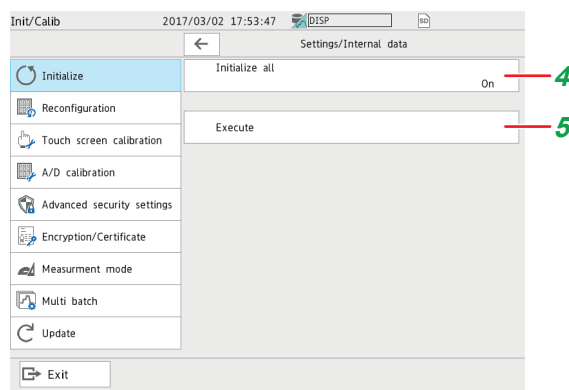 Init/Calib 2017/03/02 17:53:47 DISP SD
Settings/Internal data
Initialize
Initialize all
On
4
Reconfiguration
Execute
5
Touch screen calibration
A/D calibration
Advanced security settings
Encryption/Certificate
Measurment mode
Multi batch
Update
Exit